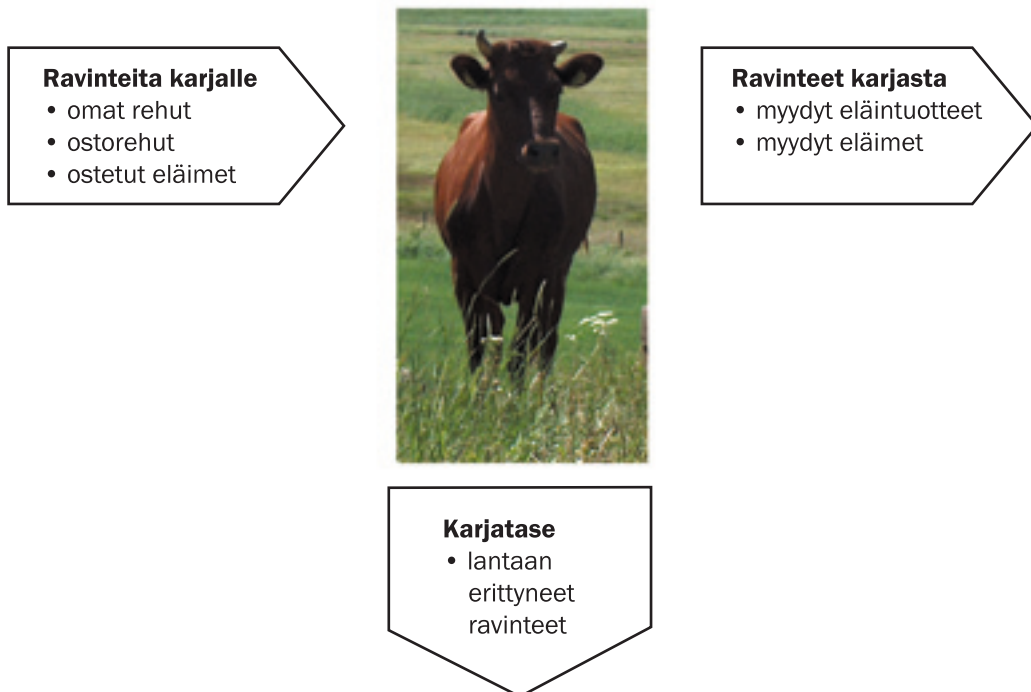 Ravinteita karjalle
• omat rehut
• ostorehut
• ostetut eläimet
Ravinteet karjasta
• myydyt eläintuotteet
• myydyt eläimet
Karjatase
• lantaan
erittyneet
ravinteet